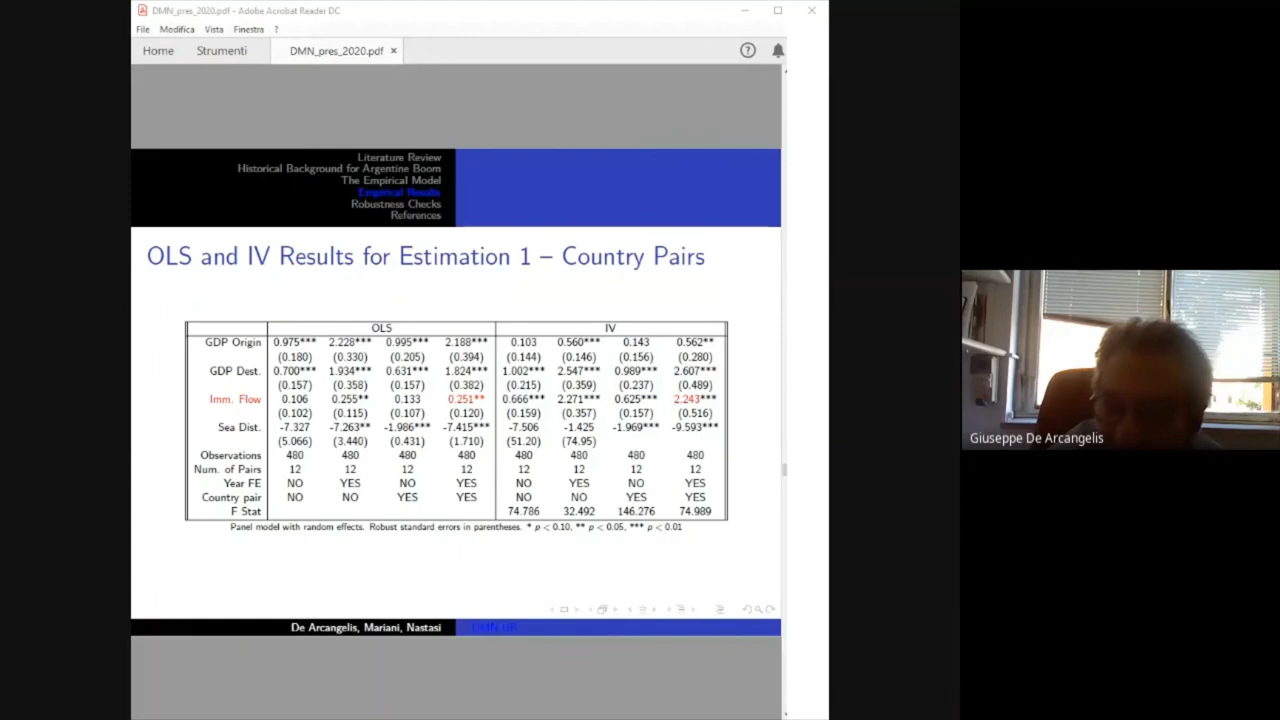 DMN_pres_2020.pdf - Adobe Acrobat Reader DC
File Modifica Vista Finestra ?
Home Strumenti DMN_pres_2020.pdf ×
Literature Review
Historical Background for Argentine Boom
The Empirical Model
Empirical Results
Robustness Checks
References
OLS and IV Results for Estimation 1 – Country Pairs
OLS IV
GDP Origin 0.975*** 2.228*** 0.995*** 2.188*** 0.103 0.560*** 0.143 0.562**
(0.180) (0.330) (0.205) (0.394) (0.144) (0.146) (0.156) (0.280)
GDP Dest. 0.700*** 1.934*** 0.631*** 1.824*** 1.002*** 2.547*** 0.989*** 2.607***
(0.157) (0.358) (0.157) (0.382) (0.215) (0.359) (0.237) (0.489)
Imm. Flow 0.106 0.255** 0.133 0.251** 0.666*** 2.271*** 0.625*** 2.243***
(0.102) (0.115) (0.107) (0.120) (0.159) (0.357) (0.157) (0.516)
Sea Dist. -7.327 -7.263** -1.986*** -7.415*** -7.506 -1.425 -1.969*** -9.593***
(5.066) (3.440) (0.431) (1.710) (51.20) (74.95)
Observations 480 480 480 480 480 480 480 480
Num. of Pairs 12 12 12 12 12 12 12 12
Year FE NO YES NO YES NO YES NO YES
Country pair NO NO YES YES NO NO YES YES
F Stat 74.786 32.492 146.276 74.989
Panel model with random effects. Robust standard errors in parentheses. * p < 0.10, ** p < 0.05, *** p < 0.01
De Arcangelis, Mariani, Nastasi DMN UP
Giuseppe De Arcangelis